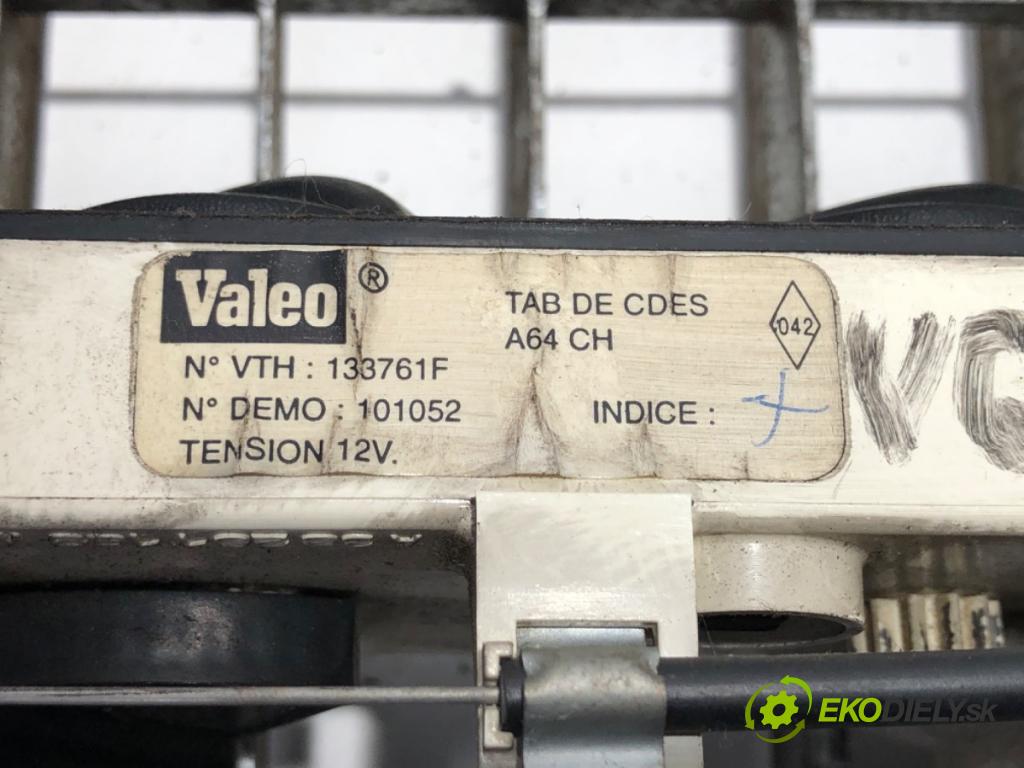 Valeo ®
TAB DE CDES
A64 CH
042
N° VTH : 133761F
N° DEMO : 101052
INDICE :
TENSION 12V.
EKODIELY.sk